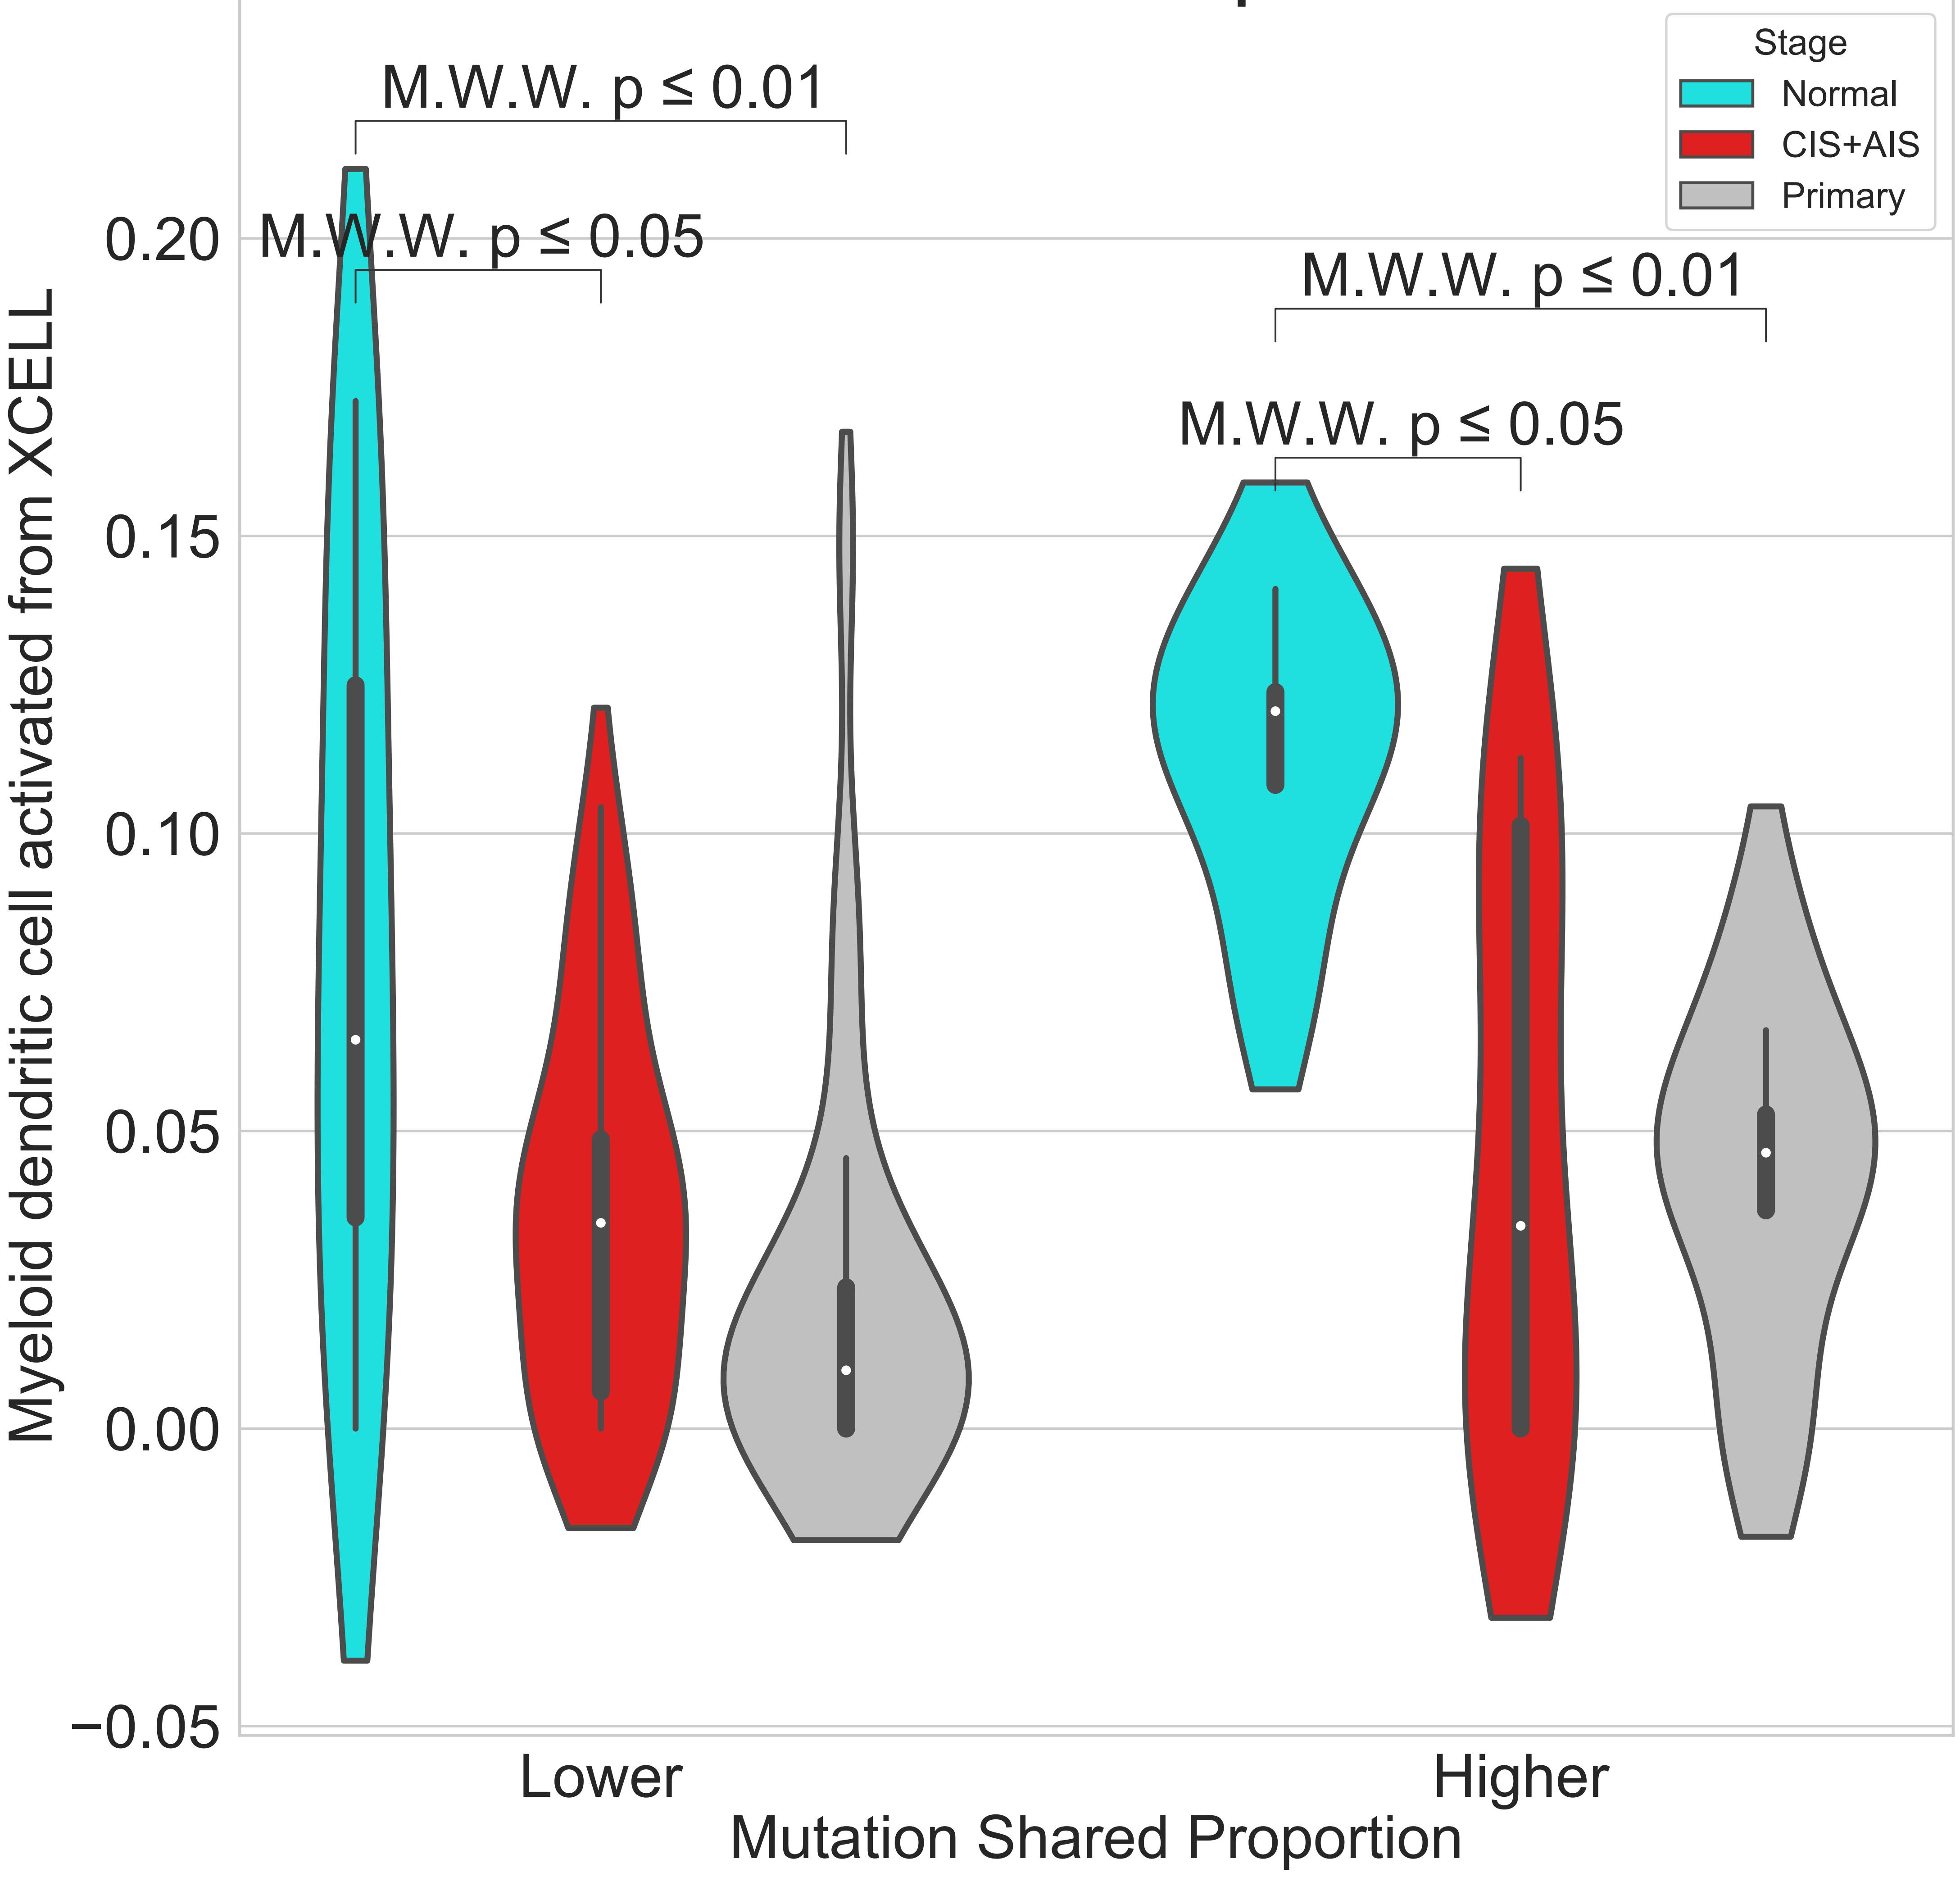 Stage
Normal
CIS+AIS
Primary
M.W.W. p ≤ 0.01
M.W.W. p ≤ 0.05
M.W.W. p ≤ 0.01
M.W.W. p ≤ 0.05
Myeloid dendritic cell activated from XCELL
0.20
0.15
0.10
0.05
0.00
−0.05
Lower
Higher
Mutation Shared Proportion